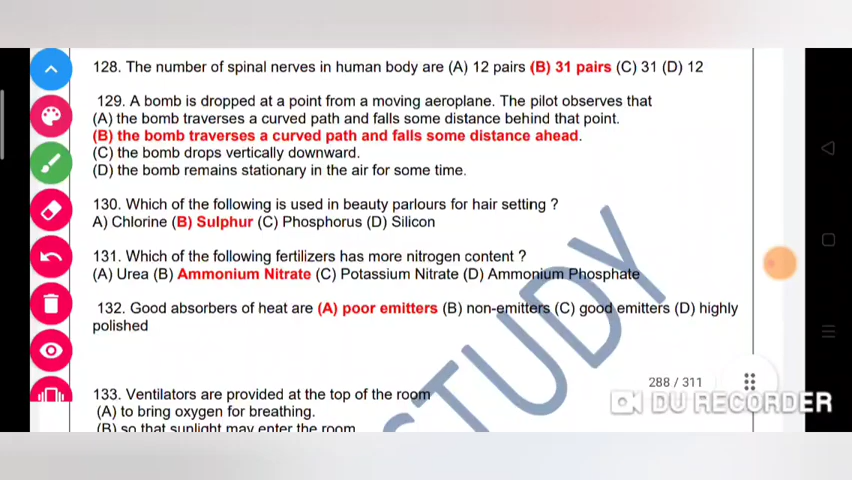 128. The number of spinal nerves in human body are (A) 12 pairs (B) 31 pairs (C) 31 (D) 12
129. A bomb is dropped at a point from a moving aeroplane. The pilot observes that
(A) the bomb traverses a curved path and falls some distance behind that point.
(B) the bomb traverses a curved path and falls some distance ahead.
(C) the bomb drops vertically downward.
(D) the bomb remains stationary in the air for some time.
130. Which of the following is used in beauty parlours for hair setting ?
A) Chlorine (B) Sulphur (C) Phosphorus (D) Silicon
131. Which of the following fertilizers has more nitrogen content ?
(A) Urea (B) Ammonium Nitrate (C) Potassium Nitrate (D) Ammonium Phosphate
132. Good absorbers of heat are (A) poor emitters (B) non-emitters (C) good emitters (D) highly
polished
288 / 311
133. Ventilators are provided at the top of the room
(A) to bring oxygen for breathing.
(B) so that sunlight may enter the room
STUDY
DU RECORDER